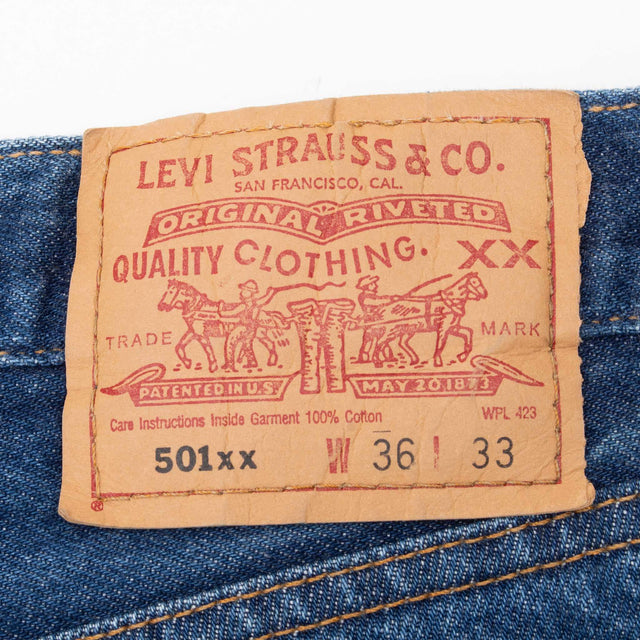 LEVI STRAUSS & CO.
SAN FRANCISCO, CAL.
ORIGINAL RIVETED
QUALITY CLOTHING. XX
TRADE MARK
PATENTED IN U.S. MAY 20, 1873
Care Instructions Inside Garment 100% Cotton WPL 423
501xx W 36 L 33
®